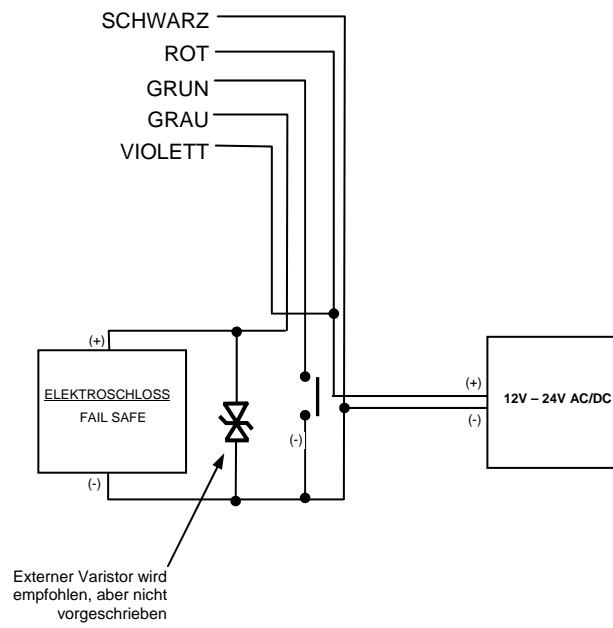 SCHWARZ
ROT
GRUN
GRAU
VIOLETT
(+)
ELEKTROSCHLOSS
FAIL SAFE
(-)
(-)
(+)
12V – 24V AC/DC
(-)
Externer Varistor wird
empfohlen, aber nicht
vorgeschrieben